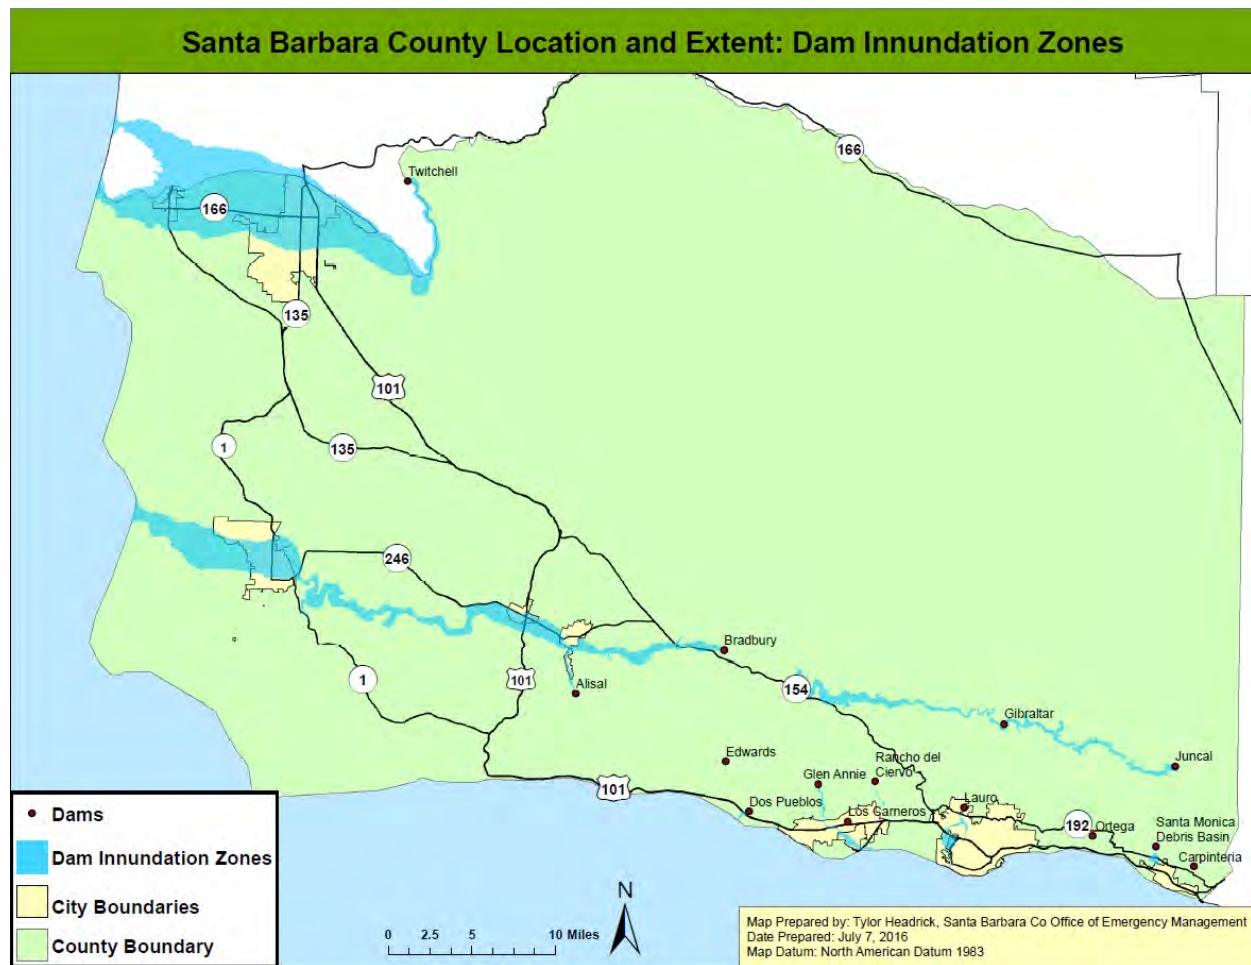 Santa Barbara County Location and Extent: Dam Innundation Zones
166
Twitchell
166
135
101
1
135
246
Bradbury
101
Alisal
1
154
Gibraltar
Edwards
Rancho del
Ciervo
Glen Annie
Juncal
101
Dos Pueblos
Los Carneros
Lauro
192
Ortega
Santa Monica
Debris Basin
Carpinteria
Dams
Dam Innundation Zones
City Boundaries
County Boundary
N
0 2.5 5 10 Miles
Map Prepared by: Tylor Headrick, Santa Barbara Co Office of Emergency Management
Date Prepared: July 7, 2016
Map Datum: North American Datum 1983